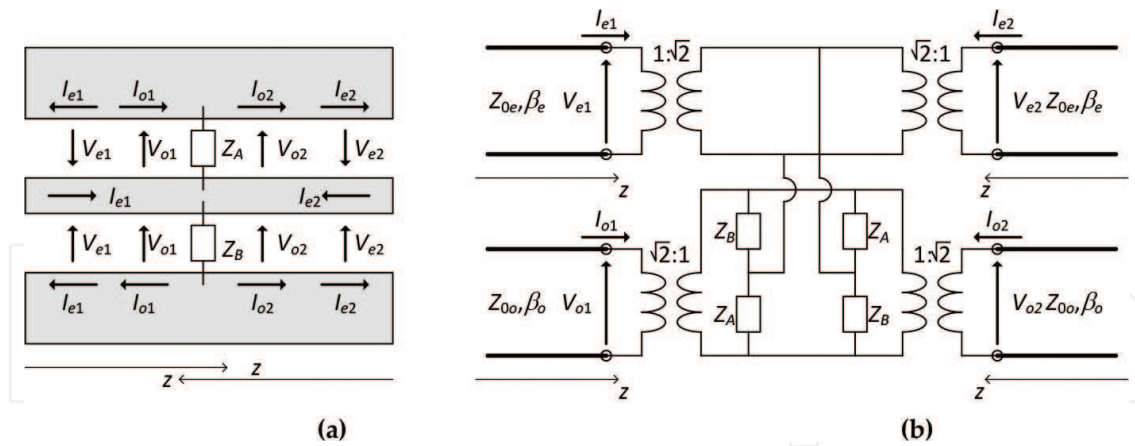 I_e1 I_o1 I_o2 I_e2
V_e1 V_o1 Z_A V_o2 V_e2
I_e1 I_e2
V_e1 V_o1 Z_B V_o2 V_e2
I_e1 I_o1 I_o2 I_e2
z z
(a)
I_e1 I_e2
1:√2 √2:1
Z_0e,β_e V_e1 V_e2 Z_0e,β_e
z z
I_o1 Z_B Z_A I_o2
√2:1 1:√2
Z_0o,β_o V_o1 Z_A Z_B V_o2 Z_0o,β_o
z z
(b)